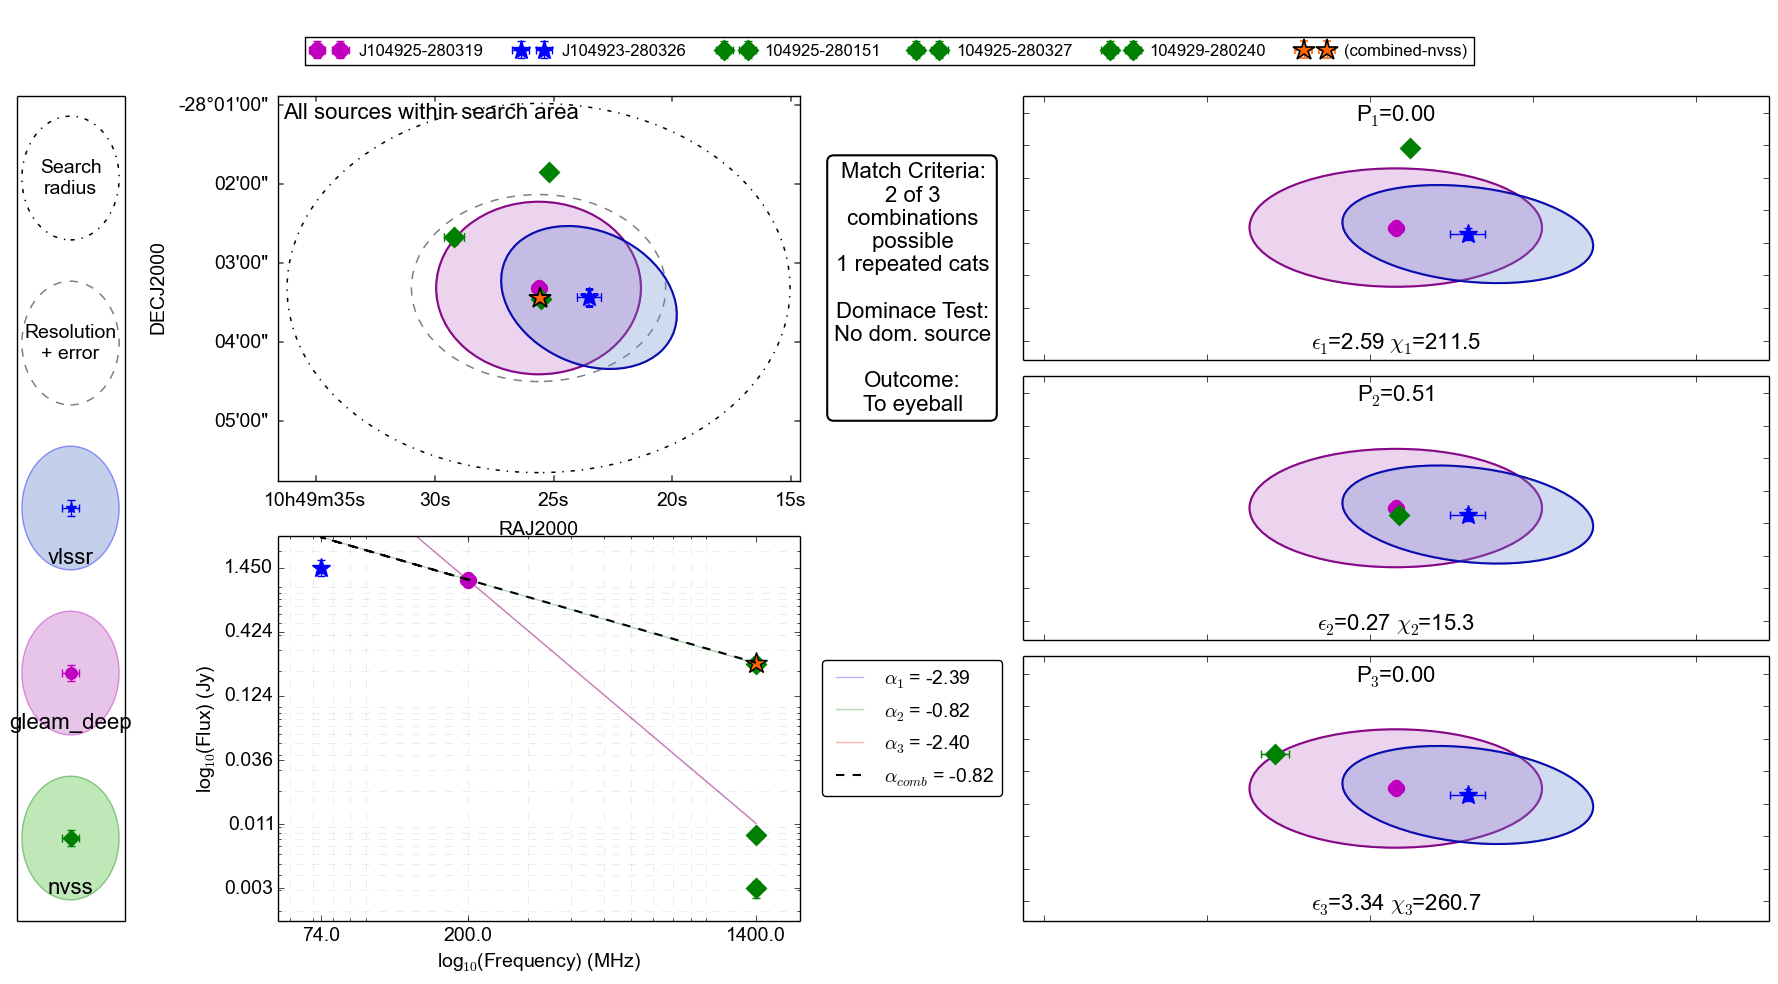 J104925-280319 J104923-280326 104925-280151 104925-280327 104929-280240 (combined-nvss)
Search
radius
Resolution
+ error
vlssr
gleam_deep
nvss
All sources within search area
DECJ2000
-28°01'00"
02'00"
03'00"
04'00"
05'00"
10h49m35s 30s 25s 20s 15s
RAJ2000
Match Criteria:
2 of 3
combinations
possible
1 repeated cats
Dominace Test:
No dom. source
Outcome:
To eyeball
log₁₀(Flux) (Jy)
1.450
0.424
0.124
0.036
0.011
0.003
74.0 200.0 1400.0
log₁₀(Frequency) (MHz)
α₁ = -2.39
α₂ = -0.82
α₃ = -2.40
α_comb = -0.82
P₁=0.00
ϵ₁=2.59 χ₁=211.5
P₂=0.51
ϵ₂=0.27 χ₂=15.3
P₃=0.00
ϵ₃=3.34 χ₃=260.7